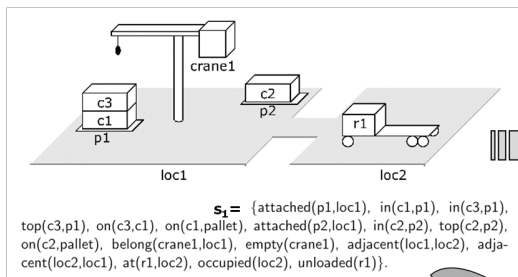 crane1
c3
c2
c1
p2
p1
r1
loc1
loc2
s1= {attached(p1,loc1), in(c1,p1), in(c3,p1),
top(c3,p1), on(c3,c1), on(c1,pallet), attached(p2,loc1), in(c2,p2), top(c2,p2),
on(c2,pallet), belong(crane1,loc1), empty(crane1), adjacent(loc1,loc2), adja-
cent(loc2,loc1), at(r1,loc2), occupied(loc2), unloaded(r1)}.